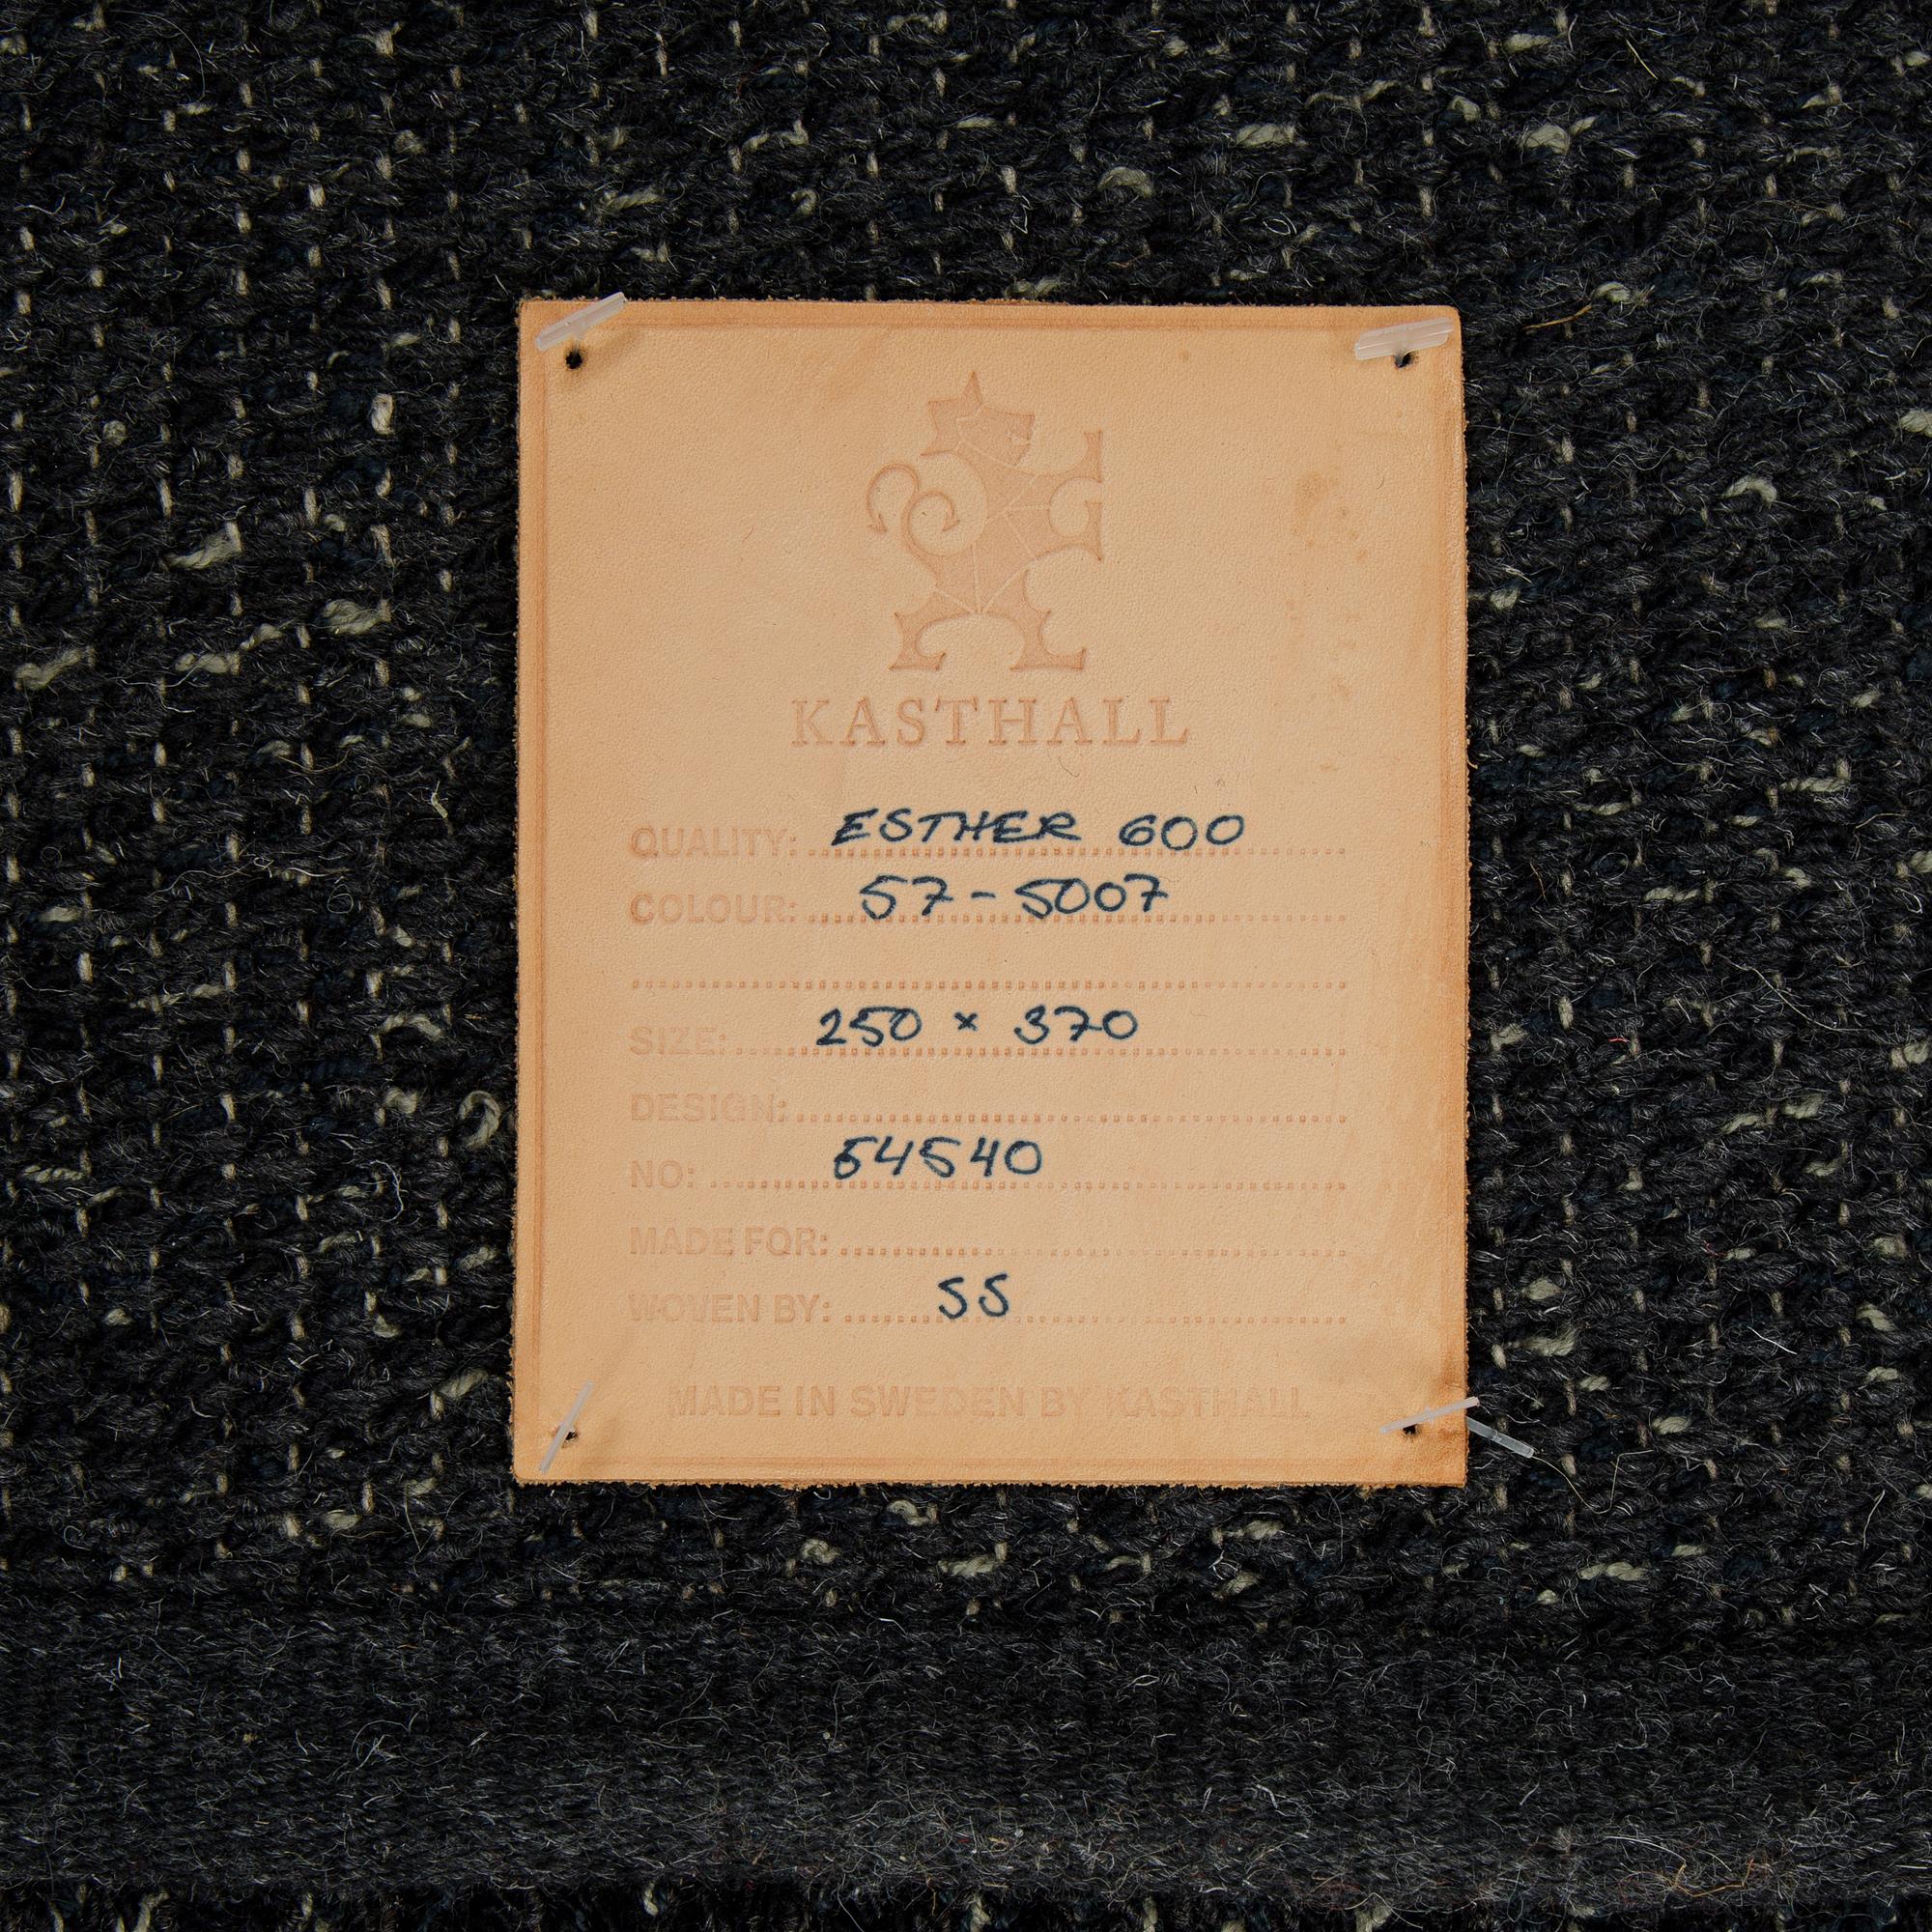 KASTHALL
QUALITY: ESTHER 600
COLOUR: 57-5007
SIZE: 250 × 370
DESIGN:
NO: 54540
MADE FOR:
WOVEN BY: SS
MADE IN SWEDEN BY KASTHALL